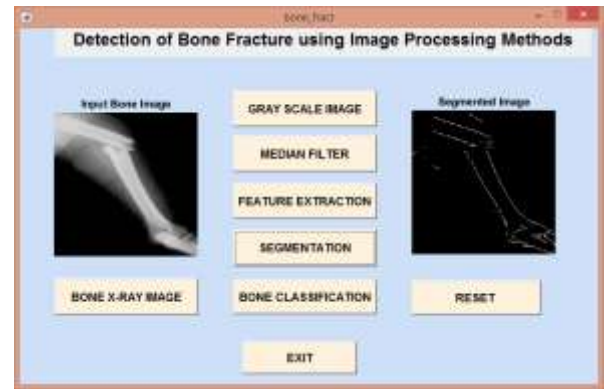 bone_fract
Detection of Bone Fracture using Image Processing Methods
Input Bone Image
GRAY SCALE IMAGE
Segmented Image
MEDIAN FILTER
FEATURE EXTRACTION
SEGMENTATION
BONE X-RAY IMAGE
BONE CLASSIFICATION
RESET
EXIT